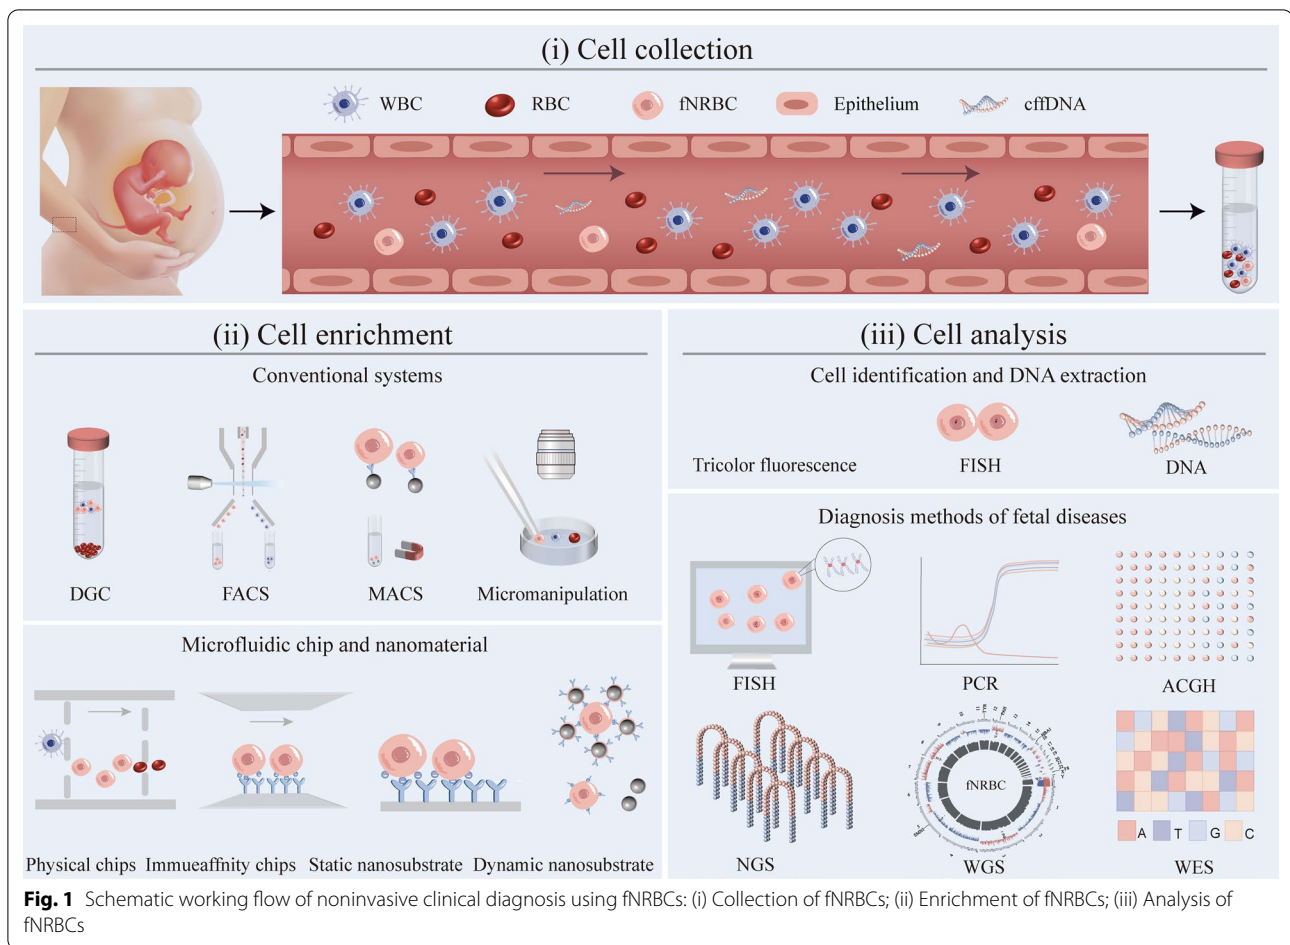 (i) Cell collection
WBC
RBC
fNRBC
Epithelium
cffDNA
(ii) Cell enrichment
Conventional systems
DGC
FACS
MACS
Micromanipulation
Microfluidic chip and nanomaterial
Physical chips
Immueaffnity chips
Static nanosubstrate
Dynamic nanosubstrate
(iii) Cell analysis
Cell identification and DNA extraction
Tricolor fluorescence
FISH
DNA
Diagnosis methods of fetal diseases
FISH
PCR
ACGH
NGS
fNRBC
WGS
A T G C
WES
Fig. 1 Schematic working flow of noninvasive clinical diagnosis using fNRBCs: (i) Collection of fNRBCs; (ii) Enrichment of fNRBCs; (iii) Analysis of
fNRBCs